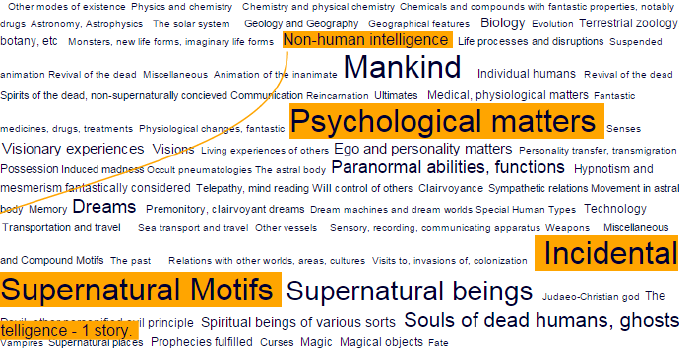 Other modes of existence Physics and chemistry Chemistry and physical chemistry Chemicals and compounds with fantastic properties, notably
drugs Astronomy, Astrophysics The solar system Geology and Geography Geographical features Biology Evolution Terrestrial zoology
botany, etc Monsters, new life forms, imaginary life forms Non-human intelligence Life processes and disruptions Suspended
animation Revival of the dead Miscellaneous Animation of the inanimate Mankind Individual humans Revival of the dead
Spirits of the dead, non-supernaturally concieved Communication Reincarnation Ultimates Medical, physiological matters Fantastic
medicines, drugs, treatments Physiological changes, fantastic Psychological matters Senses
Visionary experiences Visions Living experiences of others Ego and personality matters Personality transfer, transmigration
Possession Induced madness Occult pneumatologies The astral body Paranormal abilities, functions Hypnotism and
mesmerism fantastically considered Telepathy, mind reading Will control of others Clairvoyance Sympathetic relations Movement in astral
body Memory Dreams Premonitory, clairvoyant dreams Dream machines and dream worlds Special Human Types Technology
Transportation and travel Sea transport and travel Other vessels Sensory, recording, communicating apparatus Weapons Miscellaneous
and Compound Motifs The past Relations with other worlds, areas, cultures Visits to, invasions of, colonization Incidental
Supernatural Motifs Supernatural beings Judaeo-Christian god The
Devil, other personified evil principle Spiritual beings of various sorts Souls of dead humans, ghosts
telligence - 1 story.
Vampires Supernatural places Prophecies fulfilled Curses Magic Magical objects Fate